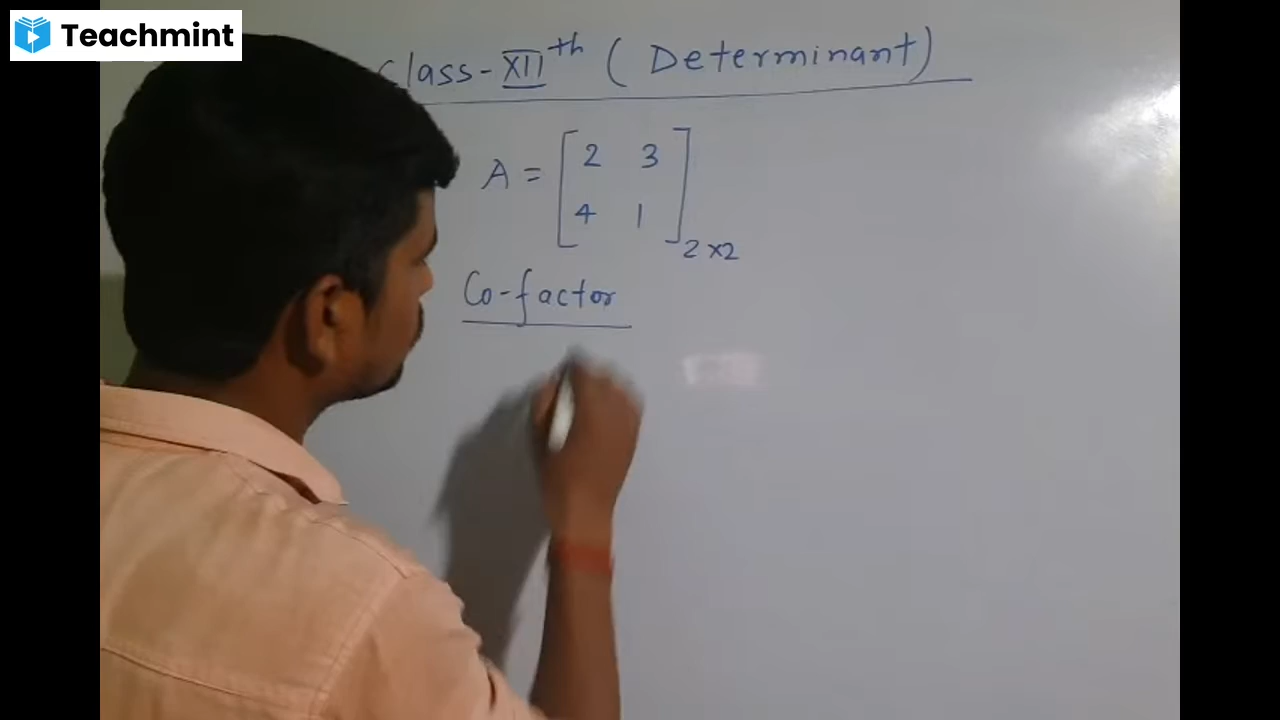 Teachmint
Class-XIIth (Determinant)
A = [2 3
4 1] 2×2
Co-factor